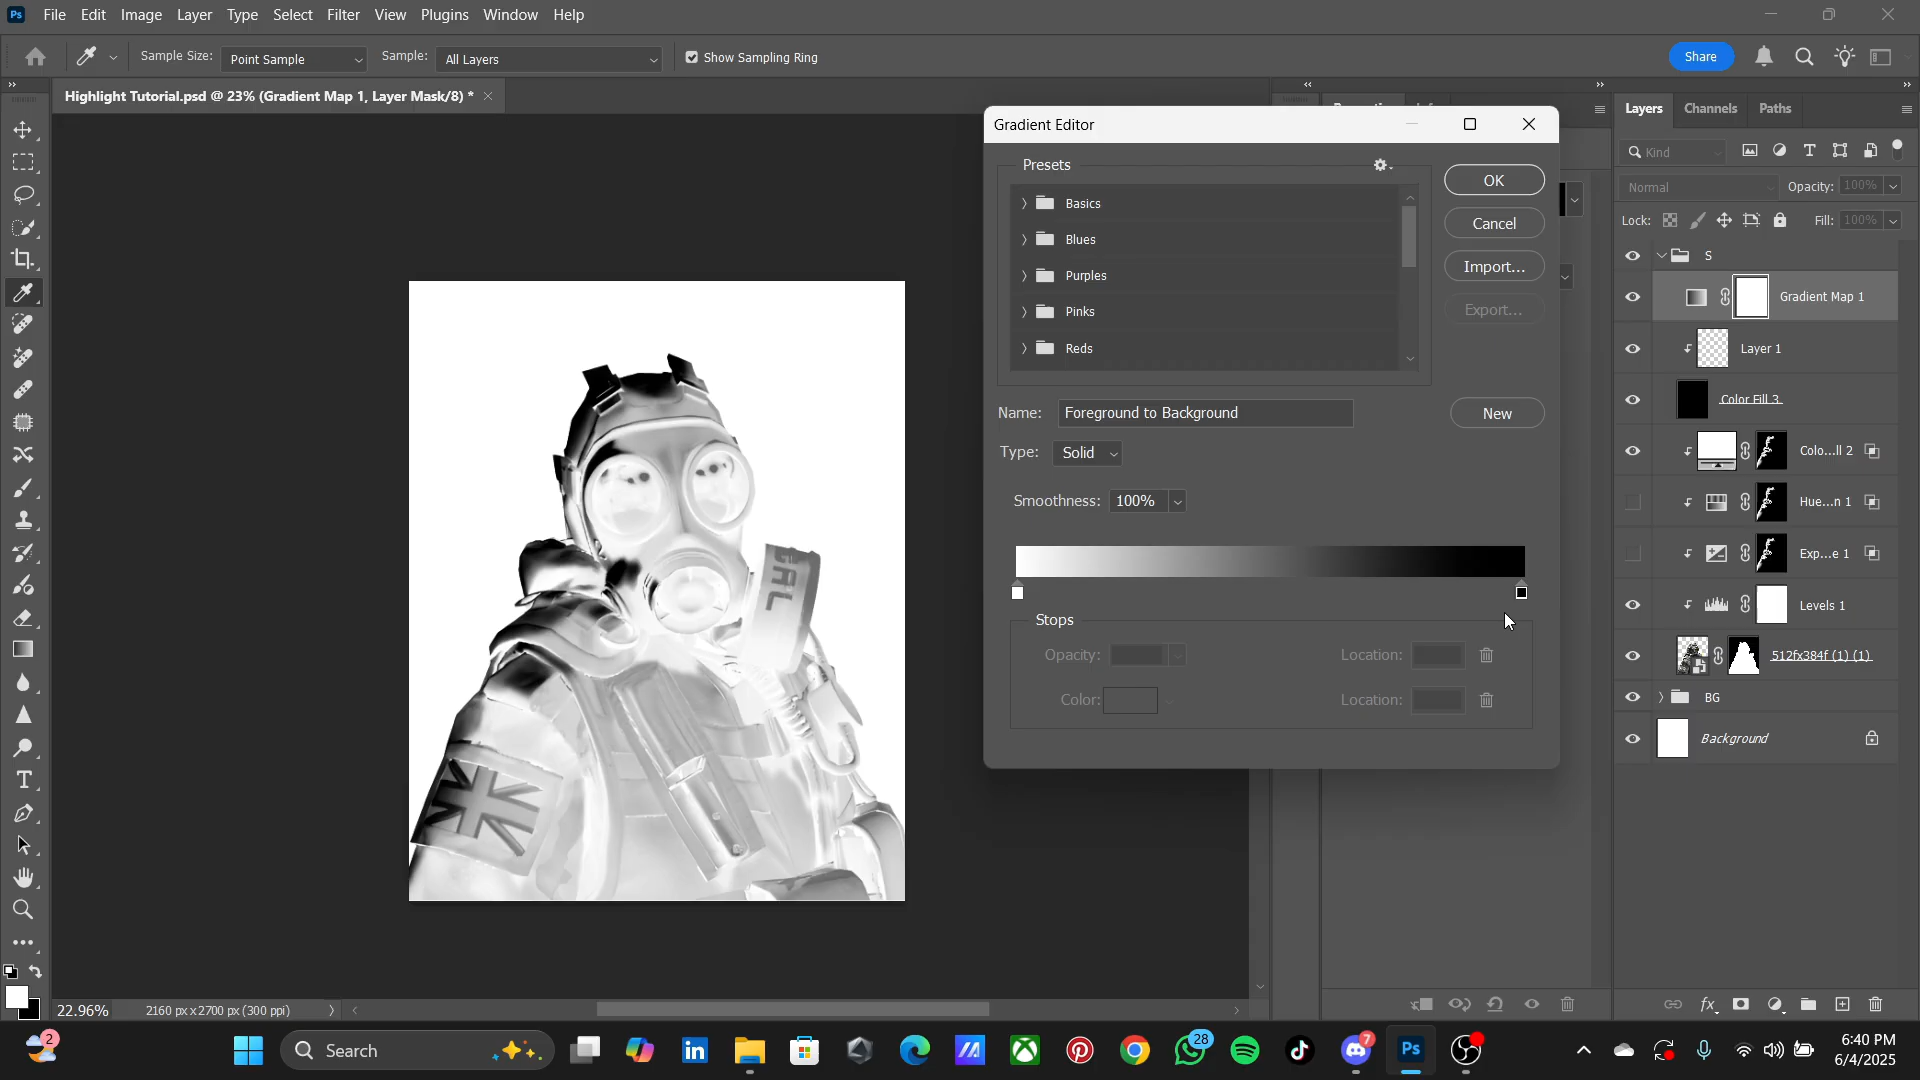 Ps File Edit Image Layer Type Select Filter View Plugins Window Help
Sample Size: Point Sample Sample: All Layers Show Sampling Ring Share
Highlight Tutorial.psd @ 23% (Gradient Map 1, Layer Mask/8) *
Gradient Editor
Presets
Basics
Blues
Purples
Pinks
Reds
OK
Cancel
Import...
Export...
Name: Foreground to Background
New
Type: Solid
Smoothness: 100%
Stops
Opacity: Location:
Color: Location:
Layers Channels Paths
Kind
Normal Opacity: 100%
Lock: Fill: 100%
S
Gradient Map 1
Layer 1
Color Fill 3
Colo...ll 2
Hue...n 1
Exp...e 1
Levels 1
512fx384f (1) (1)
BG
Background
22.96% 2160 px x 2700 px (300 ppi)
2
Search
28
7
Ps
6:40 PM
6/4/2025